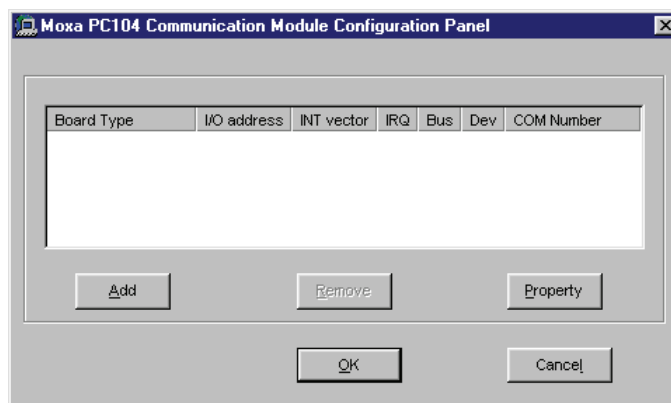 Moxa PC104 Communication Module Configuration Panel
Board Type I/O address INT vector IRQ Bus Dev COM Number
Add Remove Property
OK Cancel